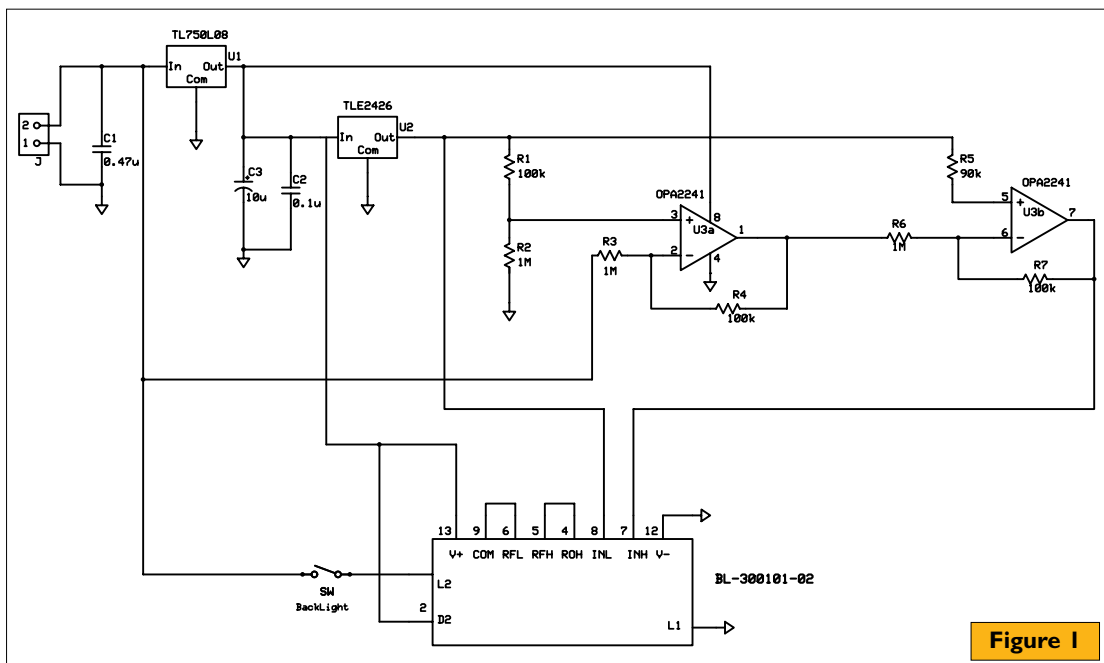 TL750L08
U1
In Out
Com
TLE2426
U2
In Out
Com
2
1
J
C1
0.47u
+
C3
10u
C2
0.1u
R1
100k
R2
1M
R3
1M
OPA2241
3 +
2 -
U3a
8
4
1
R4
100k
R5
90k
OPA2241
5 +
6 -
U3b
7
R6
1M
R7
100k
13 9 6 5 4 8 7 12
V+ COM RFL RFH ROH INL INH V-
BL-300101-02
SW
BackLight
L2
2
D2
L1
Figure 1